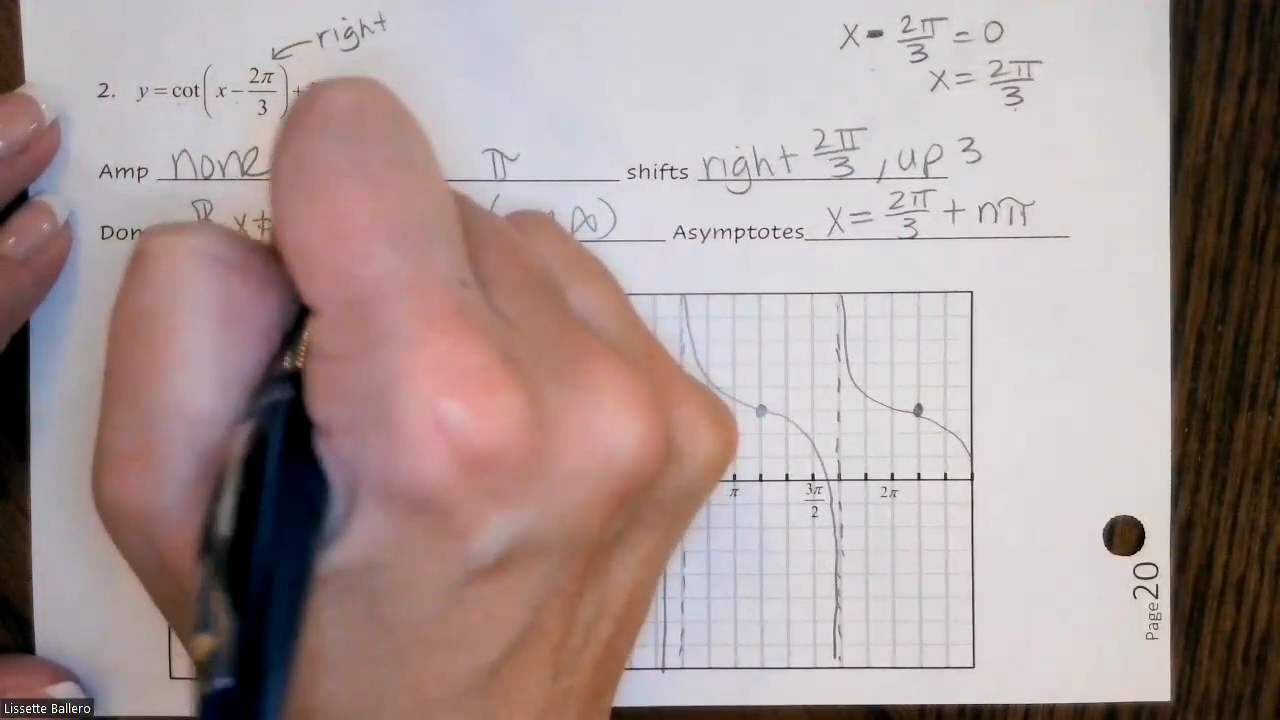 right
x - 2π/3 = 0
2. y = cot(x - 2π/3) +
x = 2π/3
Amp none π shifts right 2π/3, up 3
x≠ ∞) Asymptotes x = 2π/3 + nπ
π 3π/2 2π
Page 20
Lissette Ballero